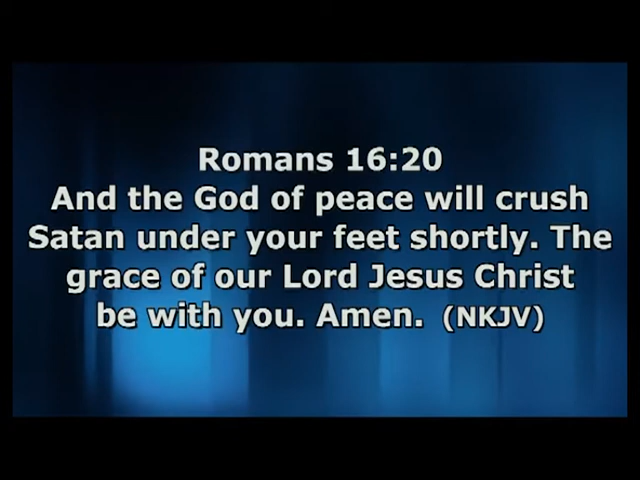 Romans 16:20
And the God of peace will crush
Satan under your feet shortly. The
grace of our Lord Jesus Christ
be with you. Amen. (NKJV)